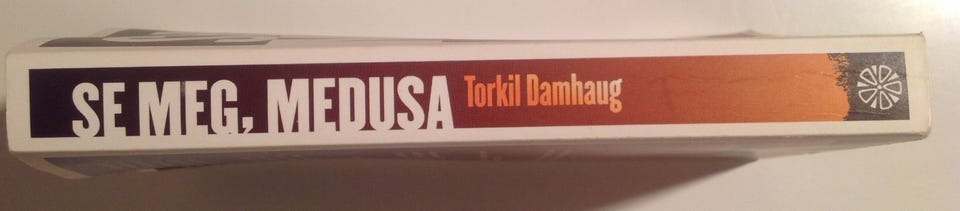 SE MEG, MEDUSA Torkil Damhaug